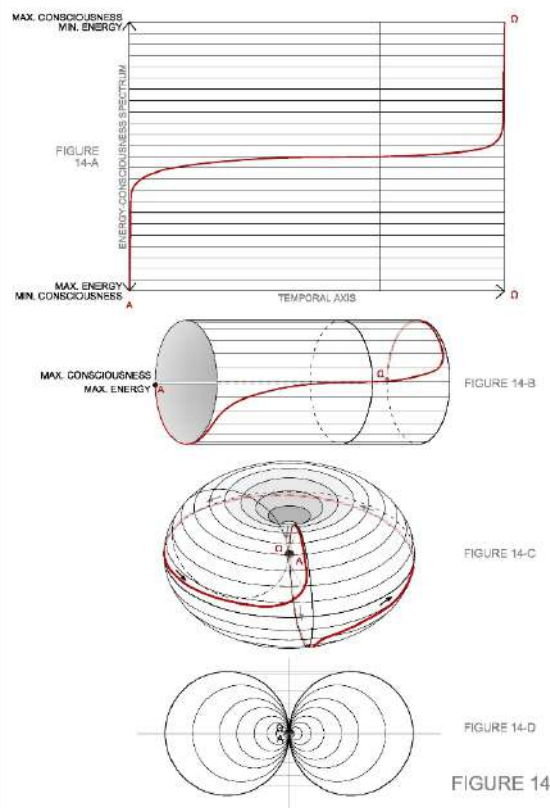 MAX. CONSCIOUSNESS
MIN. ENERGY
Ω
ENERGY-CONSCIOUSNESS SPECTRUM
FIGURE
14-A
MAX. ENERGY
MIN. CONSCIOUSNESS
TEMPORAL AXIS
A
Ω
MAX. CONSCIOUSNESS
MAX. ENERGY
A
Ω
FIGURE 14-B
Ω
A
FIGURE 14-C
Ω
A
FIGURE 14-D
FIGURE 14